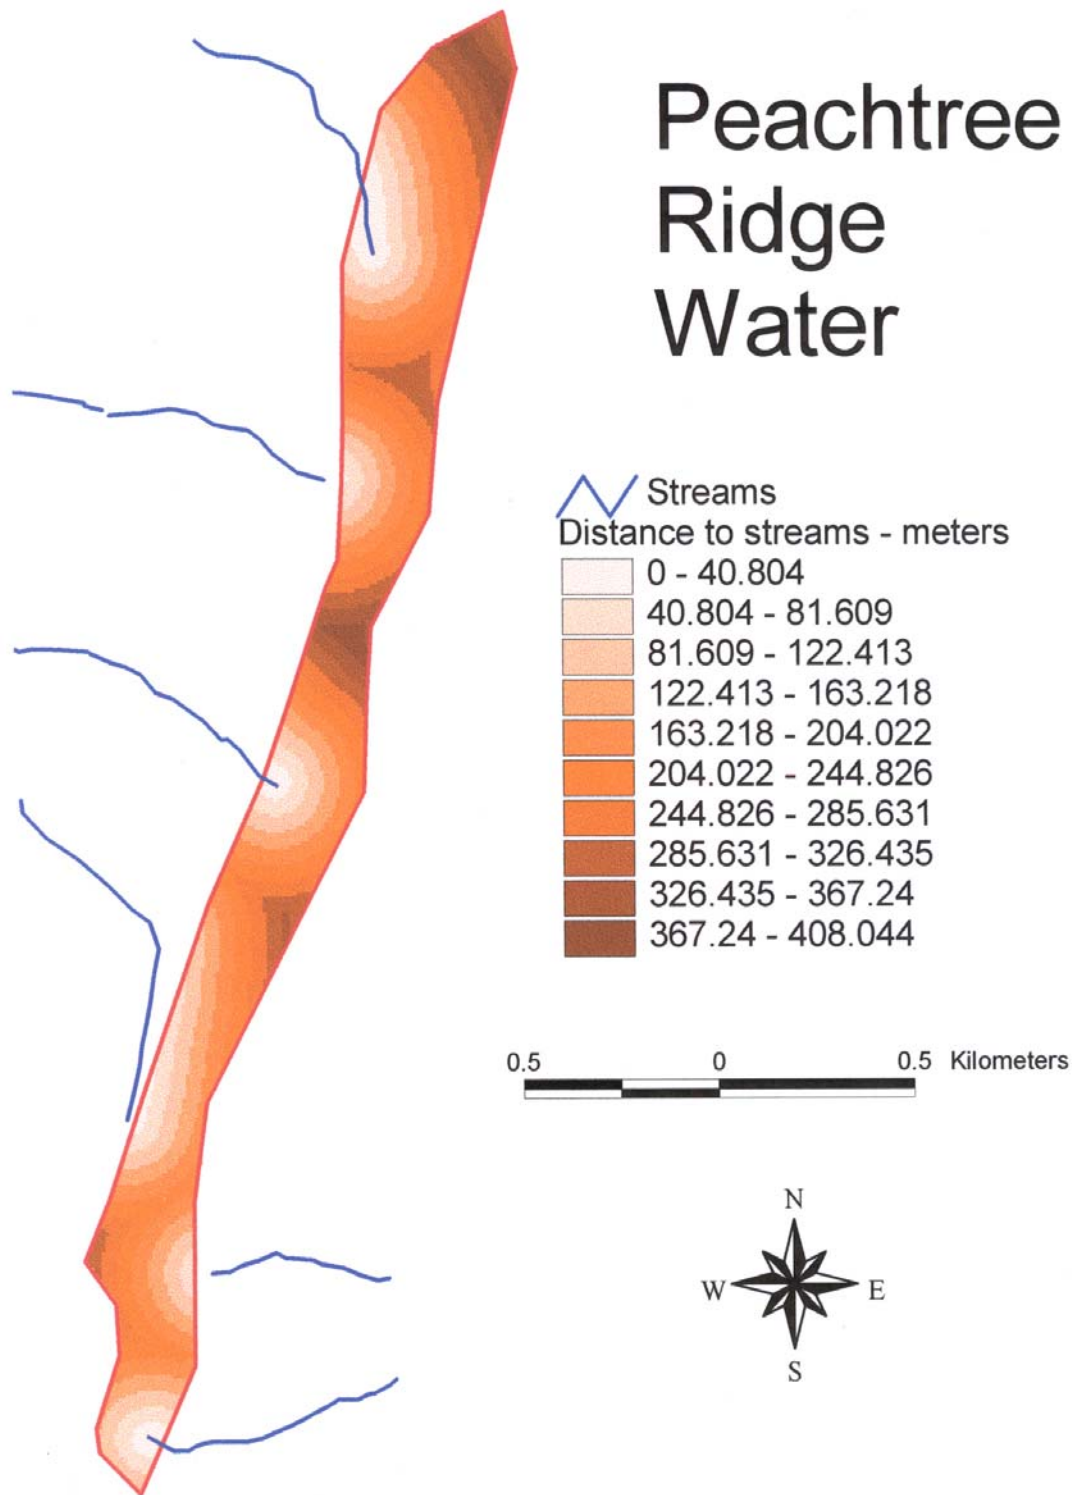 Peachtree
Ridge
Water
Streams
Distance to streams - meters
0 - 40.804
40.804 - 81.609
81.609 - 122.413
122.413 - 163.218
163.218 - 204.022
204.022 - 244.826
244.826 - 285.631
285.631 - 326.435
326.435 - 367.24
367.24 - 408.044
0.5 0 0.5 Kilometers
N
W E
S